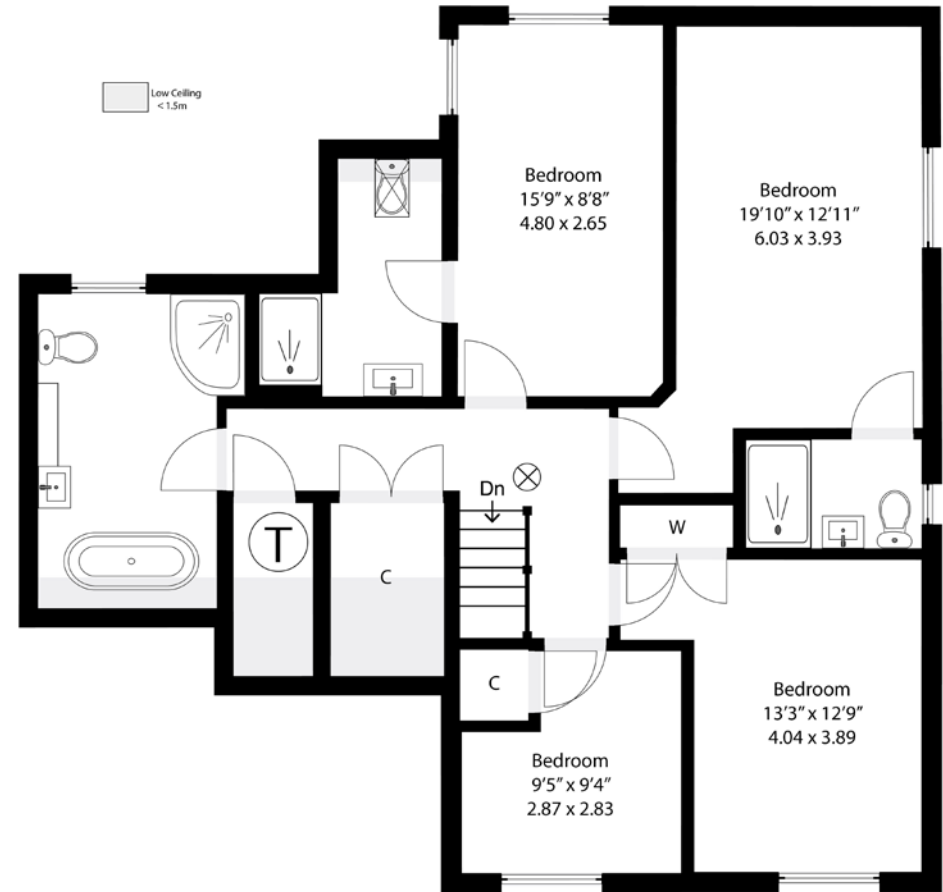 Low Ceiling
< 1.5m
Bedroom
15'9" x 8'8"
4.80 x 2.65
Bedroom
19'10" x 12'11"
6.03 x 3.93
Dn
T
C
W
C
Bedroom
13'3" x 12'9"
4.04 x 3.89
Bedroom
9'5" x 9'4"
2.87 x 2.83